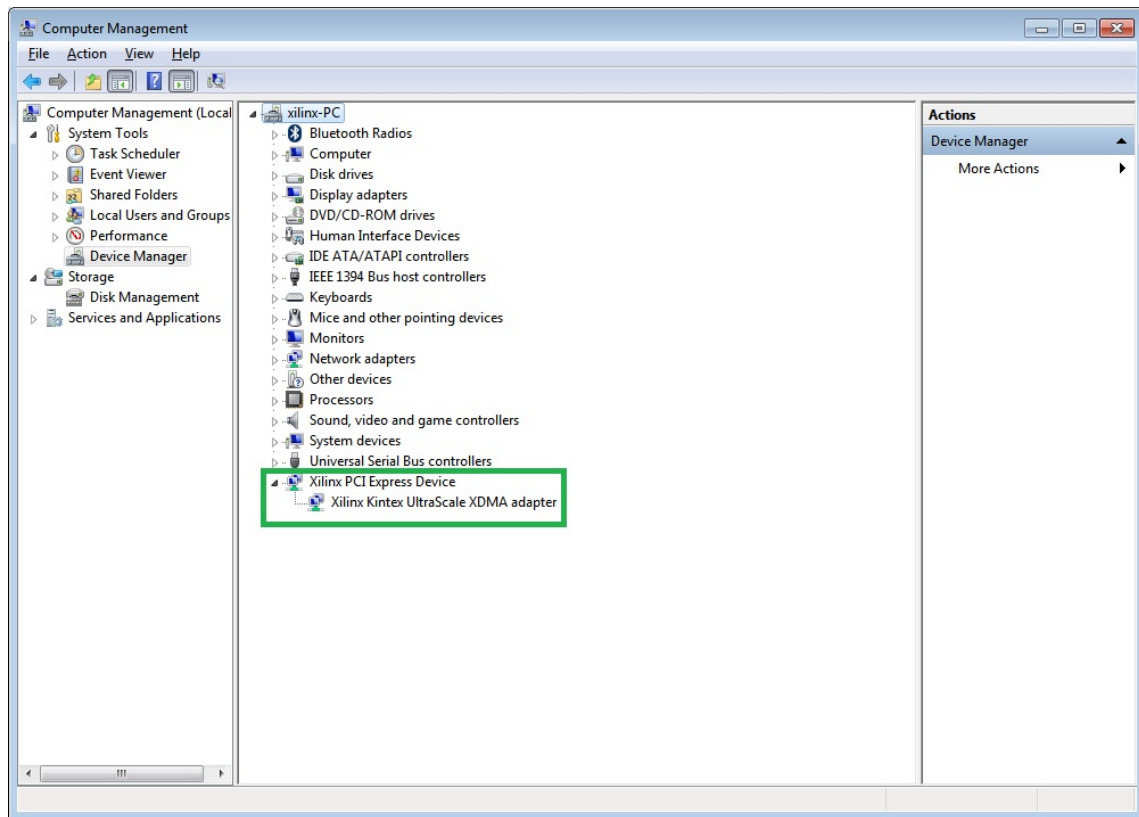 Computer Management
File Action View Help
Computer Management (Local
System Tools
Task Scheduler
Event Viewer
Shared Folders
Local Users and Groups
Performance
Device Manager
Storage
Disk Management
Services and Applications
xilinx-PC
Bluetooth Radios
Computer
Disk drives
Display adapters
DVD/CD-ROM drives
Human Interface Devices
IDE ATA/ATAPI controllers
IEEE 1394 Bus host controllers
Keyboards
Mice and other pointing devices
Monitors
Network adapters
Other devices
Processors
Sound, video and game controllers
System devices
Universal Serial Bus controllers
Xilinx PCI Express Device
Xilinx Kintex UltraScale XDMA adapter
Actions
Device Manager
More Actions